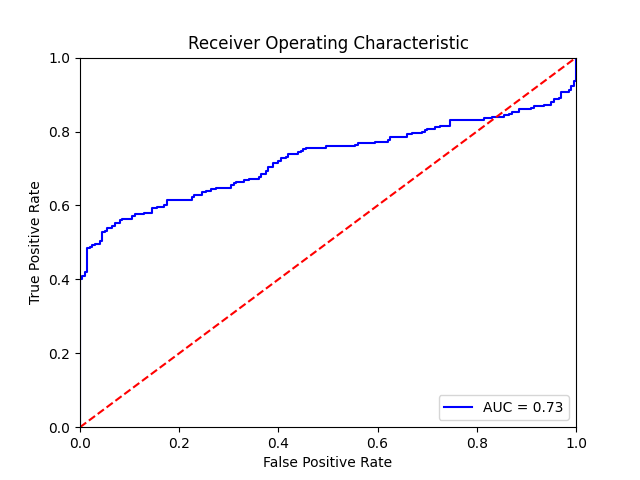 Receiver Operating Characteristic
True Positive Rate
1.0
0.8
0.6
0.4
0.2
0.0
AUC = 0.73
0.0 0.2 0.4 0.6 0.8 1.0
False Positive Rate